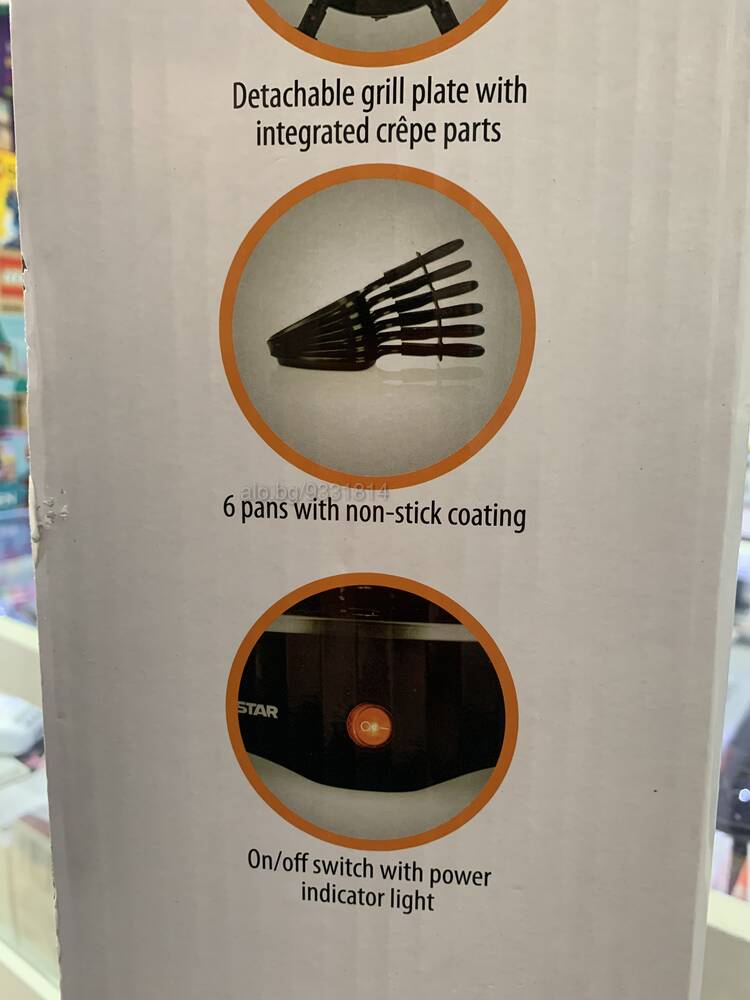 Detachable grill plate with
integrated crêpe parts
alo.bg/9331814
6 pans with non-stick coating
STAR
On/off switch with power
indicator light